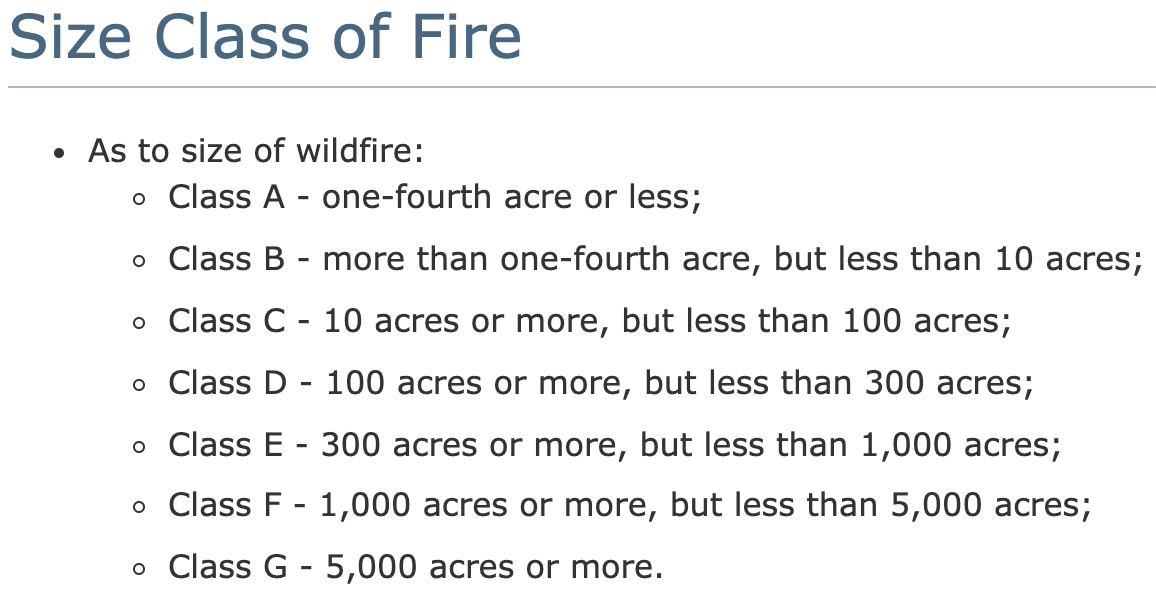 Size Class of Fire
• As to size of wildfire:
◦ Class A - one-fourth acre or less;
◦ Class B - more than one-fourth acre, but less than 10 acres;
◦ Class C - 10 acres or more, but less than 100 acres;
◦ Class D - 100 acres or more, but less than 300 acres;
◦ Class E - 300 acres or more, but less than 1,000 acres;
◦ Class F - 1,000 acres or more, but less than 5,000 acres;
◦ Class G - 5,000 acres or more.